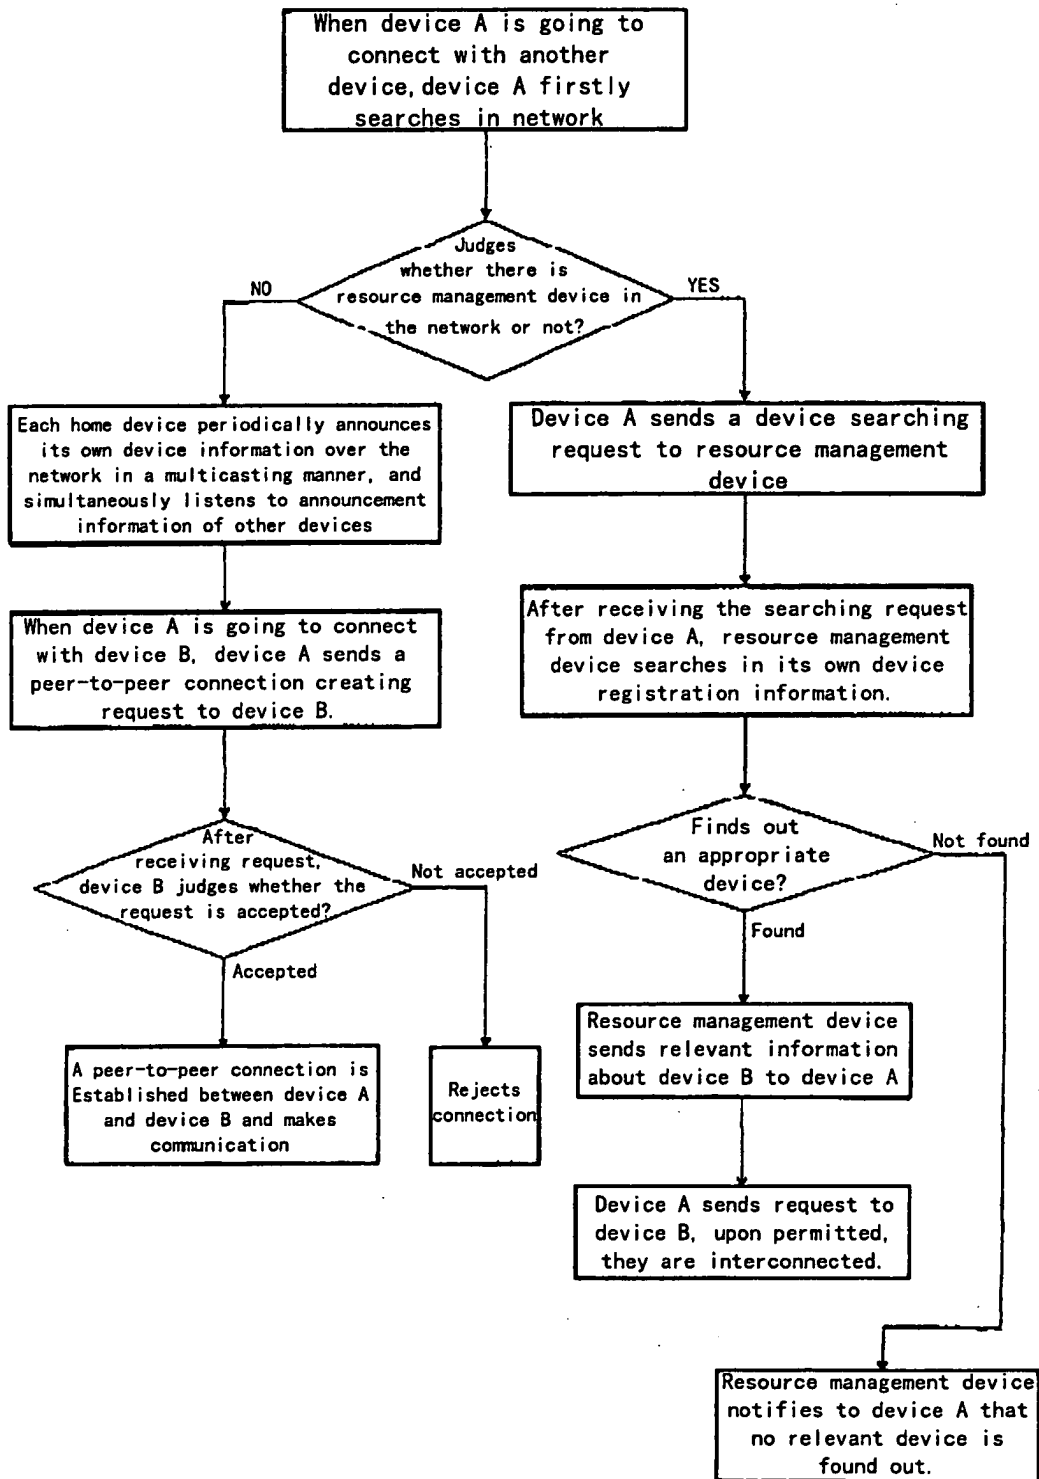 When device A is going to
connect with another
device, device A firstly
searches in network
Judges
whether there is
resource management device in
the network or not?
NO
YES
Each home device periodically announces
its own device information over the
network in a multicasting manner, and
simultaneously listens to announcement
information of other devices
Device A sends a device searching
request to resource management
device
When device A is going to connect
with device B, device A sends a
peer-to-peer connection creating
request to device B.
After receiving the searching request
from device A, resource management
device searches in its own device
registration information.
After
receiving request,
device B judges whether the
request is accepted?
Not accepted
Accepted
Finds out
an appropriate
device?
Not found
Found
A peer-to-peer connection is
Established between device A
and device B and makes
communication
Rejects
connection
Resource management device
sends relevant information
about device B to device A
Device A sends request to
device B, upon permitted,
they are interconnected.
Resource management device
notifies to device A that
no relevant device is
found out.